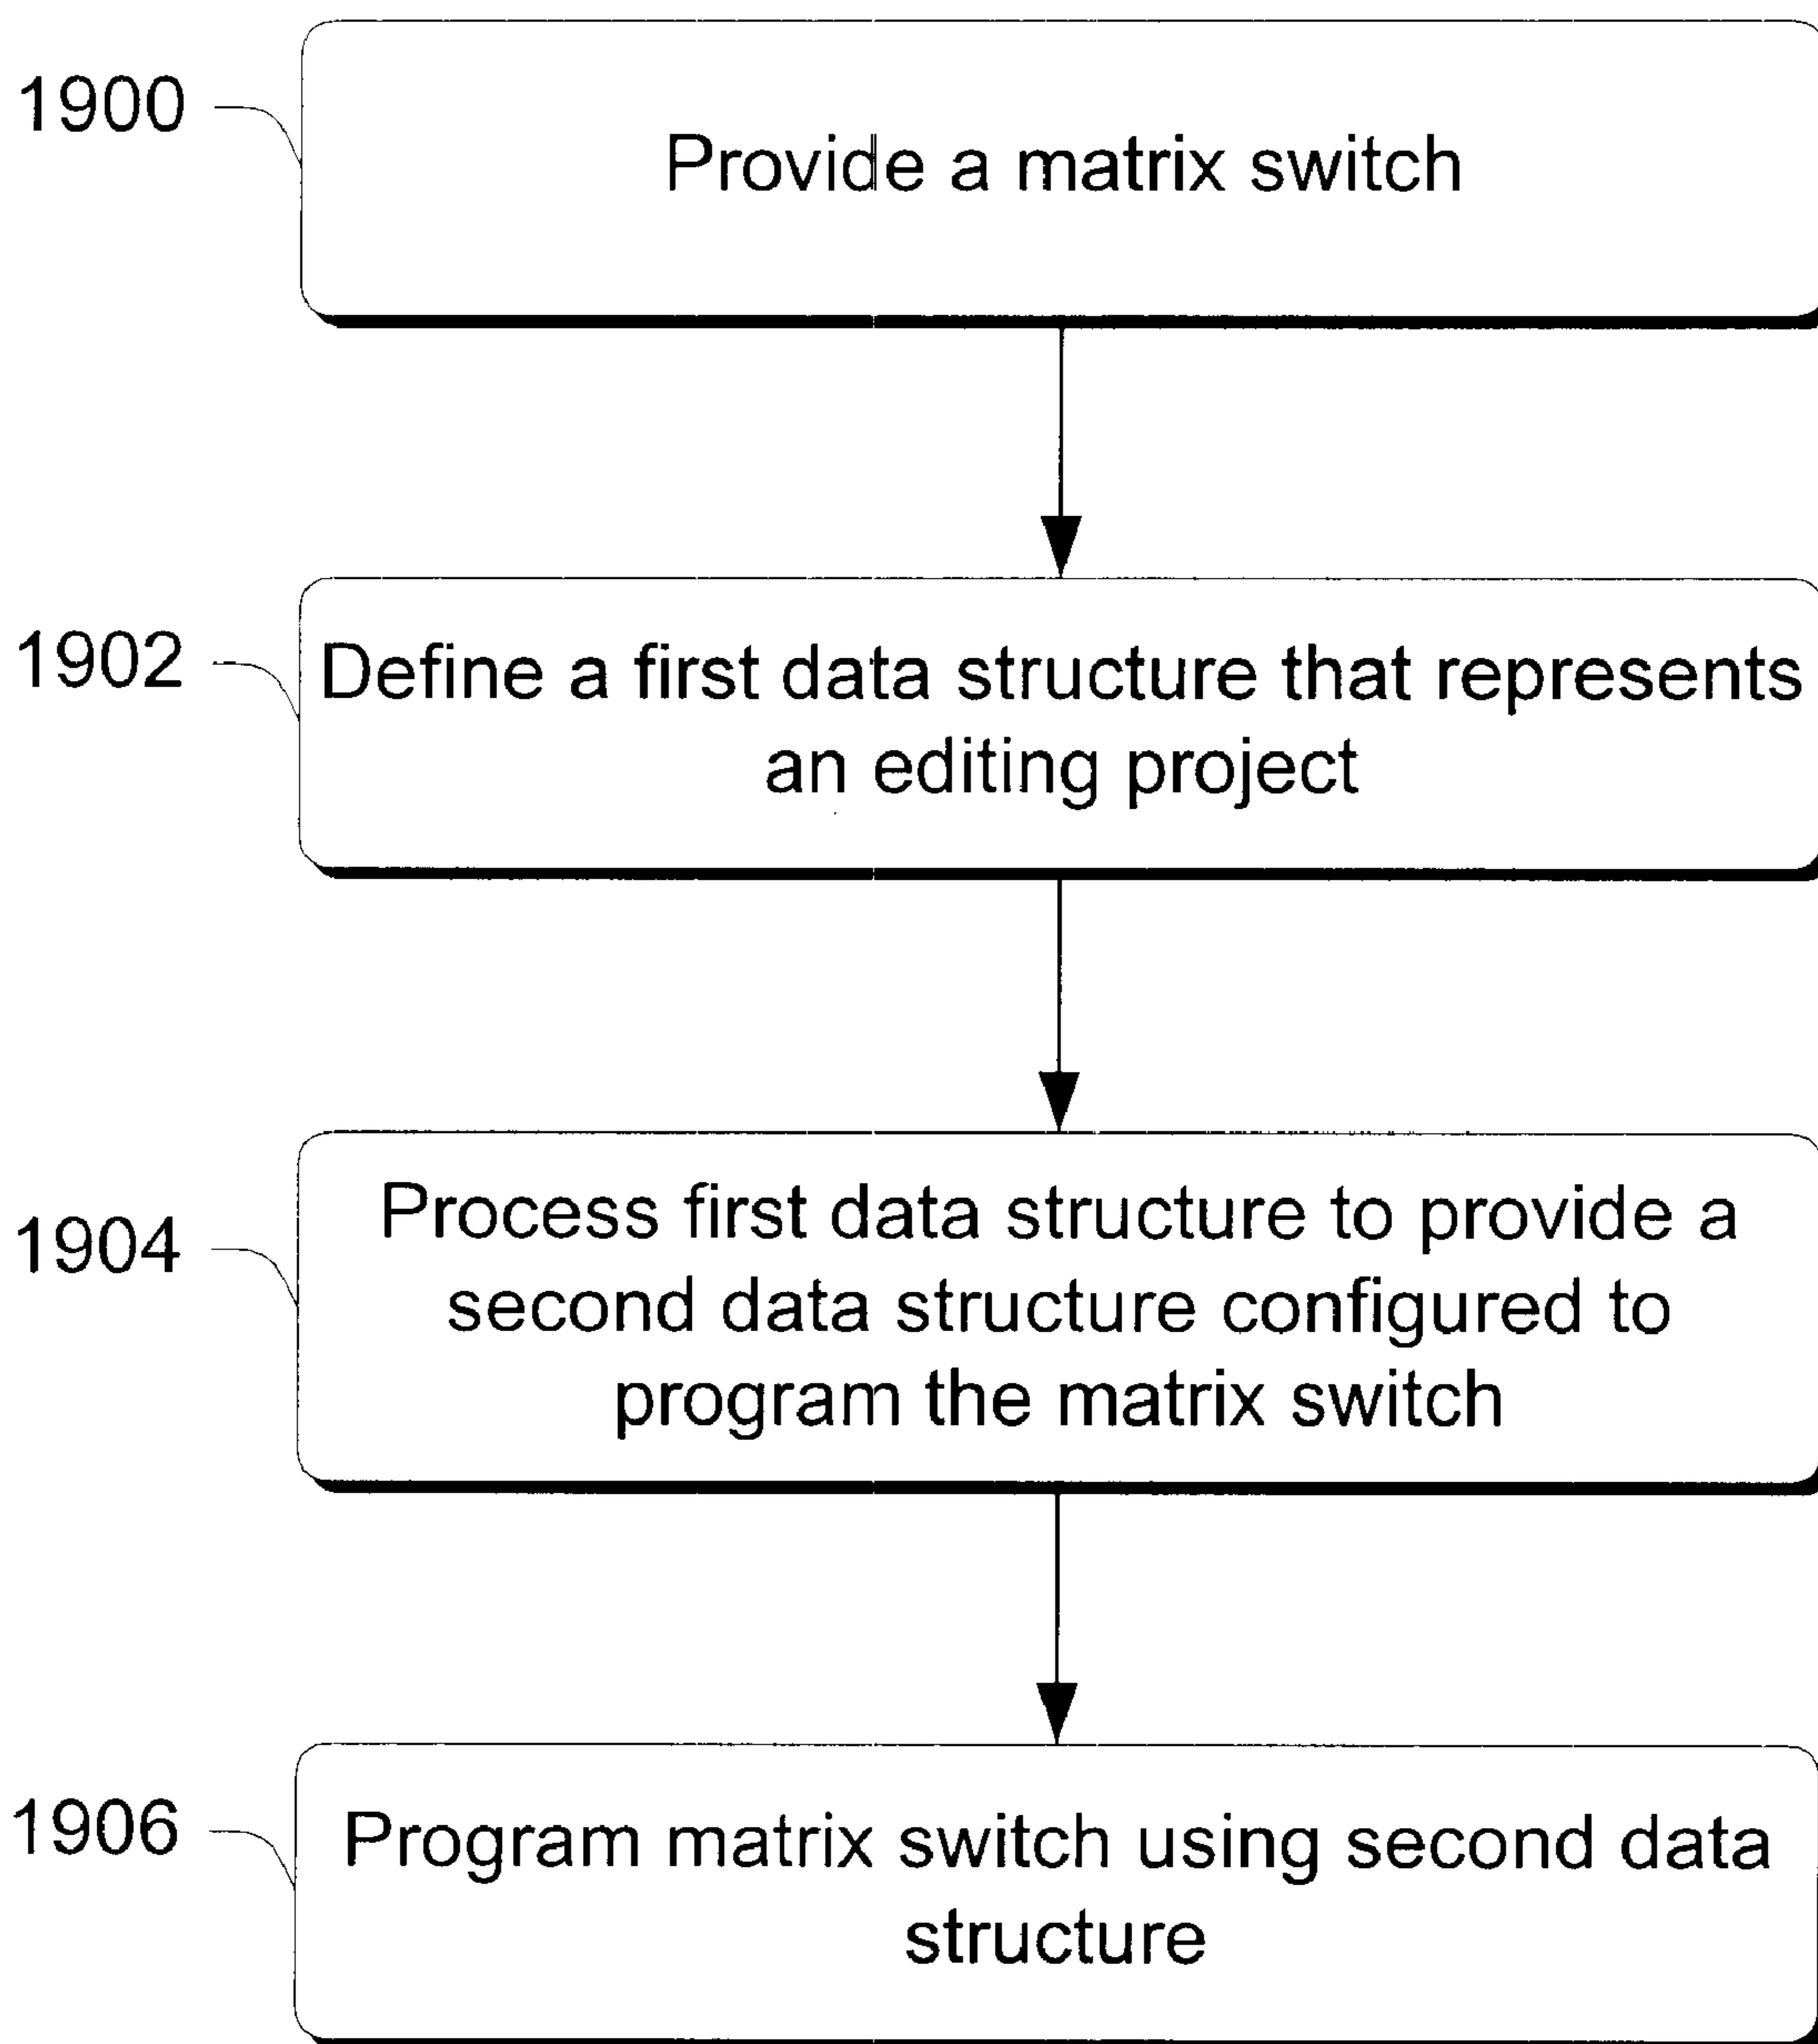 1900
Provide a matrix switch
1902
Define a first data structure that represents
an editing project
1904
Process first data structure to provide a
second data structure configured to
program the matrix switch
1906
Program matrix switch using second data
structure